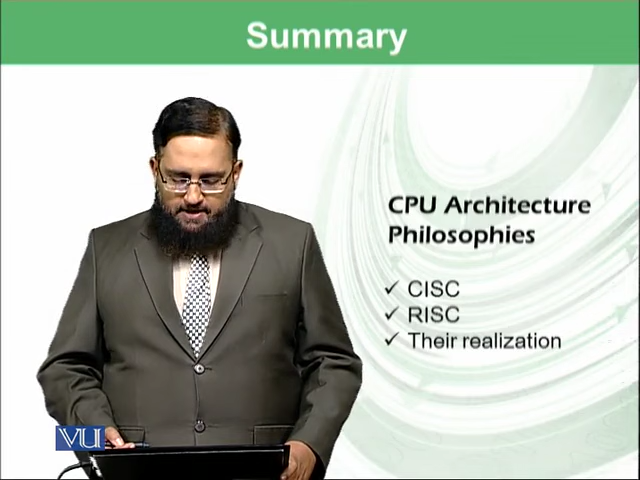 Summary
CPU Architecture
Philosophies
✓ CISC
✓ RISC
✓ Their realization
VU